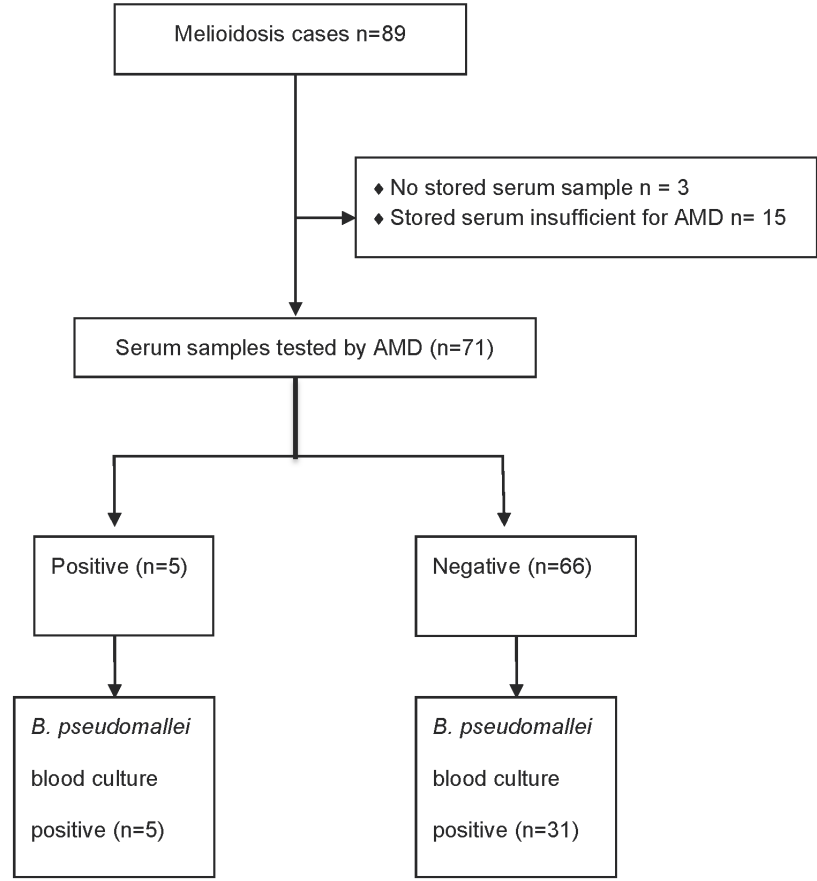 Melioidosis cases n=89
♦ No stored serum sample n = 3
♦ Stored serum insufficient for AMD n= 15
Serum samples tested by AMD (n=71)
Positive (n=5)
Negative (n=66)
B. pseudomallei
blood culture
positive (n=5)
B. pseudomallei
blood culture
positive (n=31)